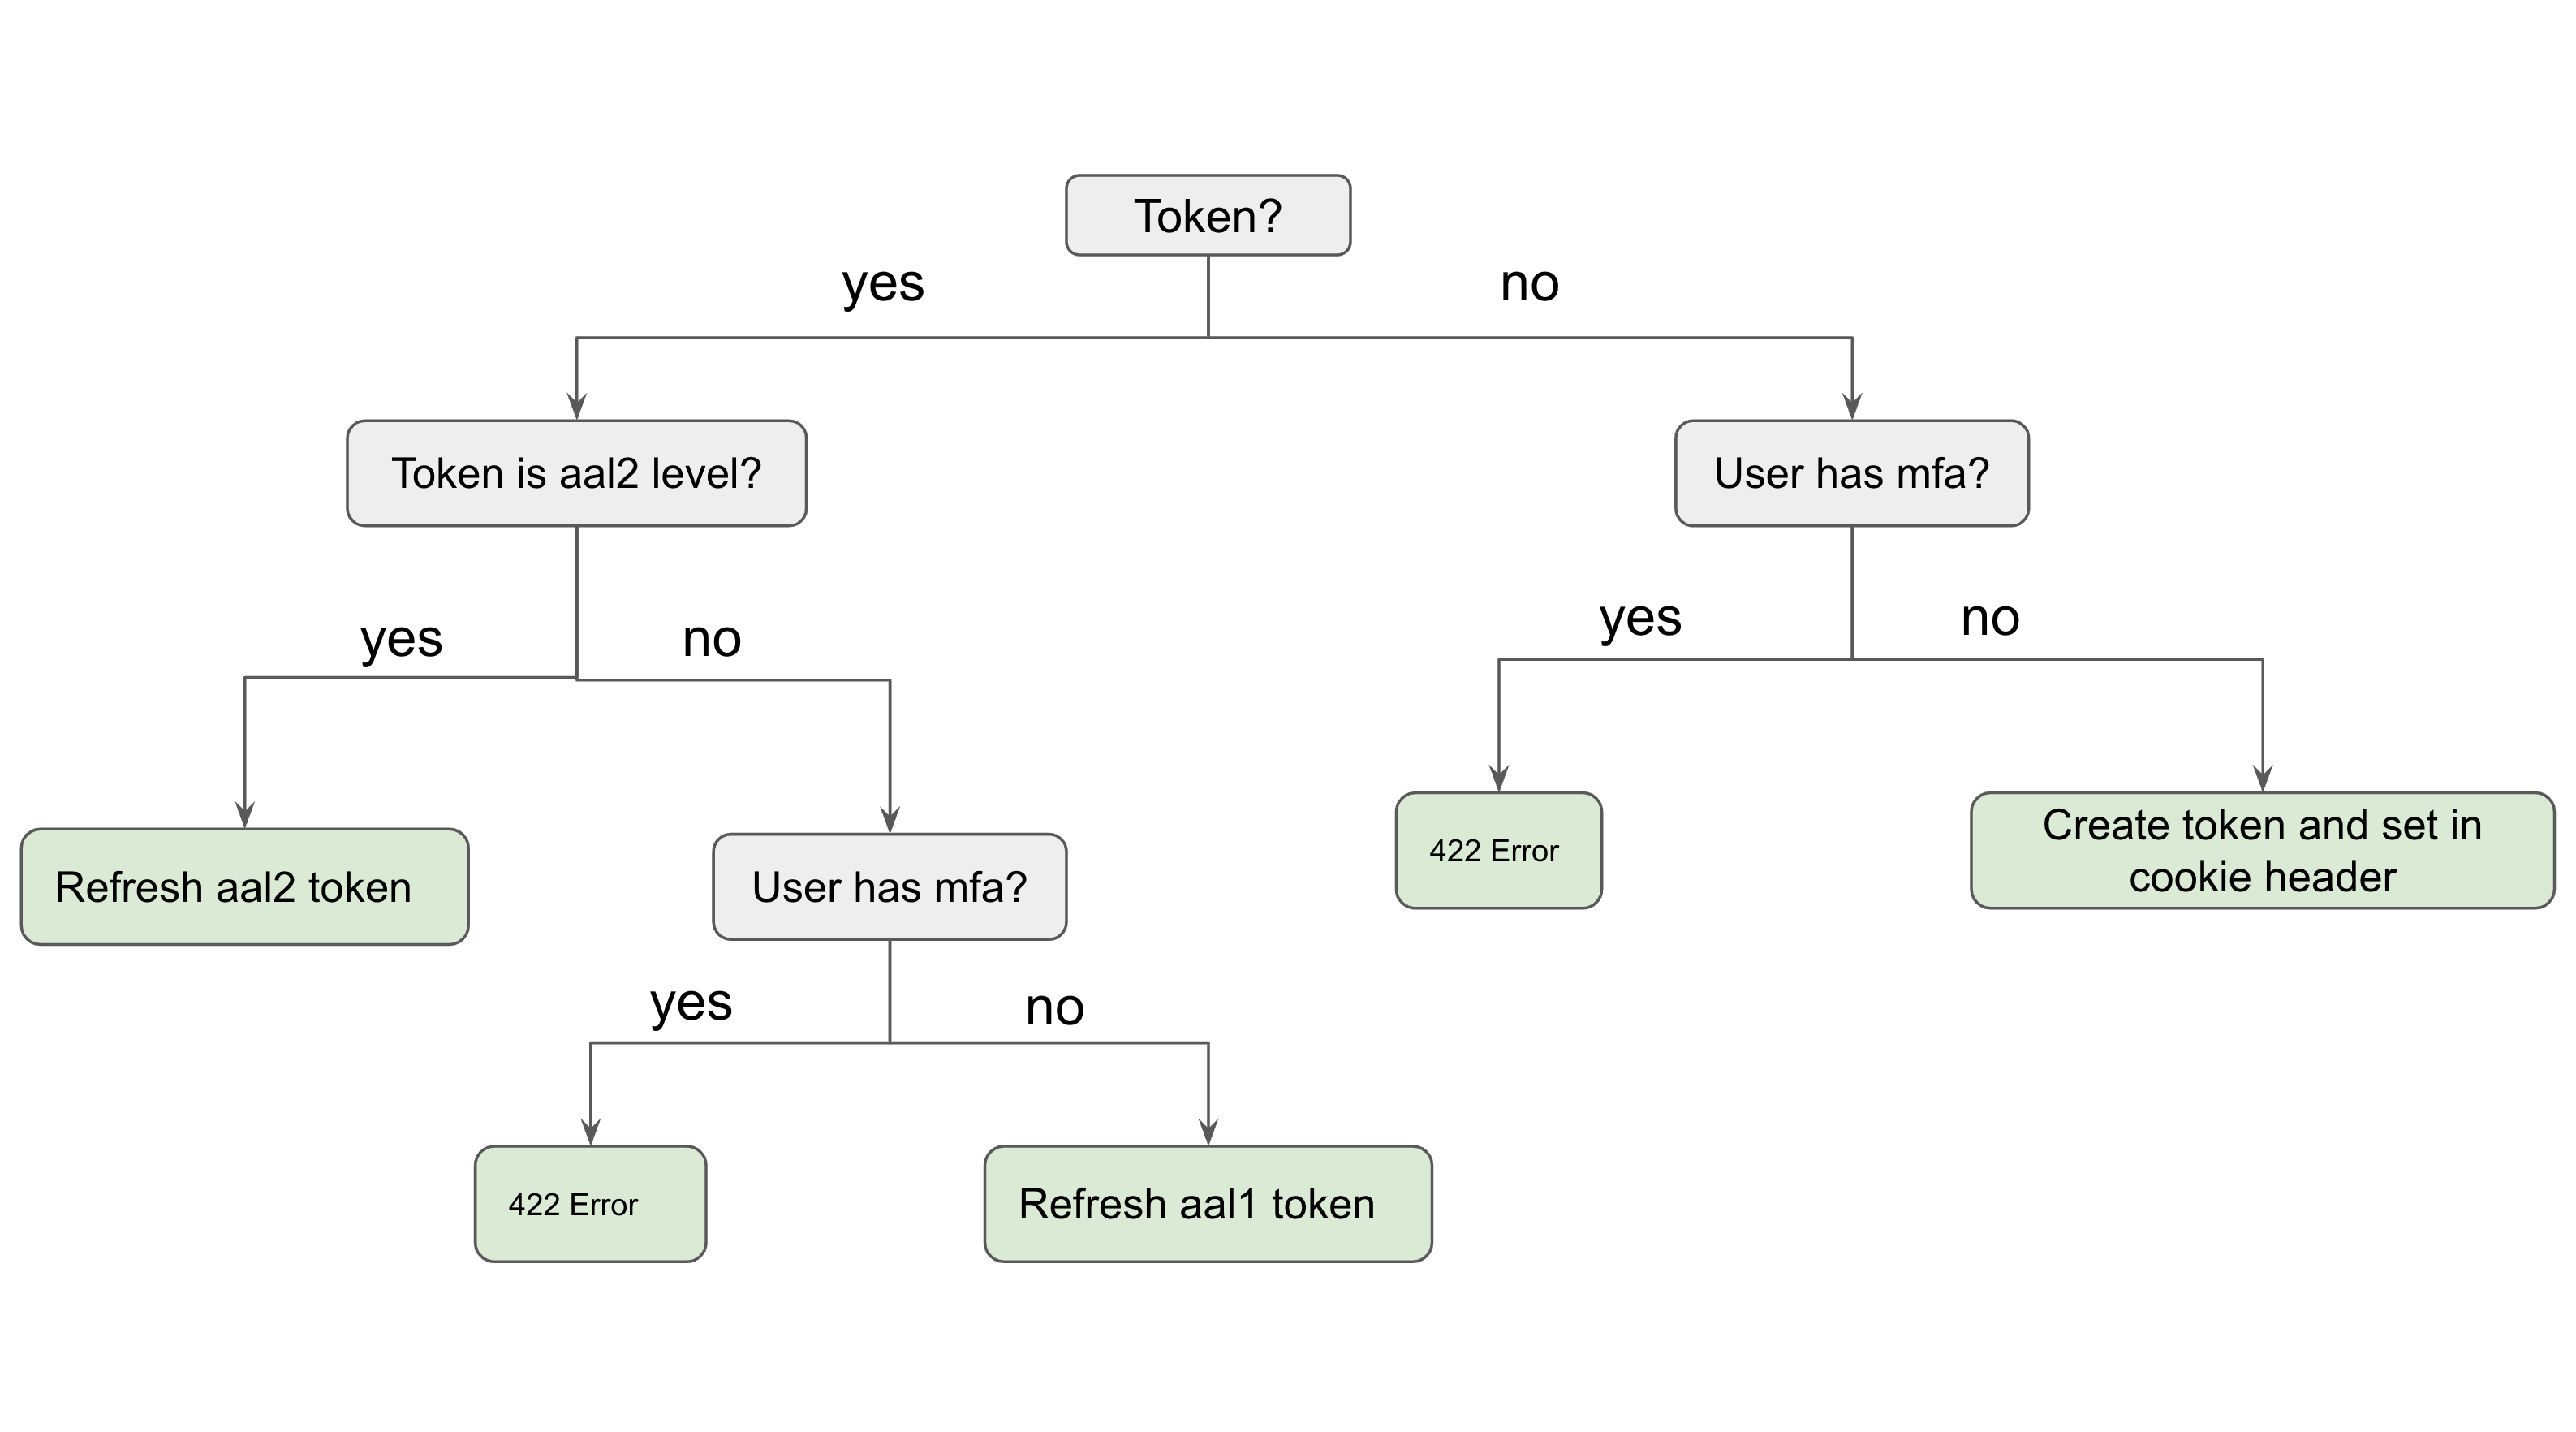 Token?
yes
no
Token is aal2 level?
User has mfa?
yes
no
yes
no
Refresh aal2 token
User has mfa?
422 Error
Create token and set in
cookie header
yes
no
422 Error
Refresh aal1 token